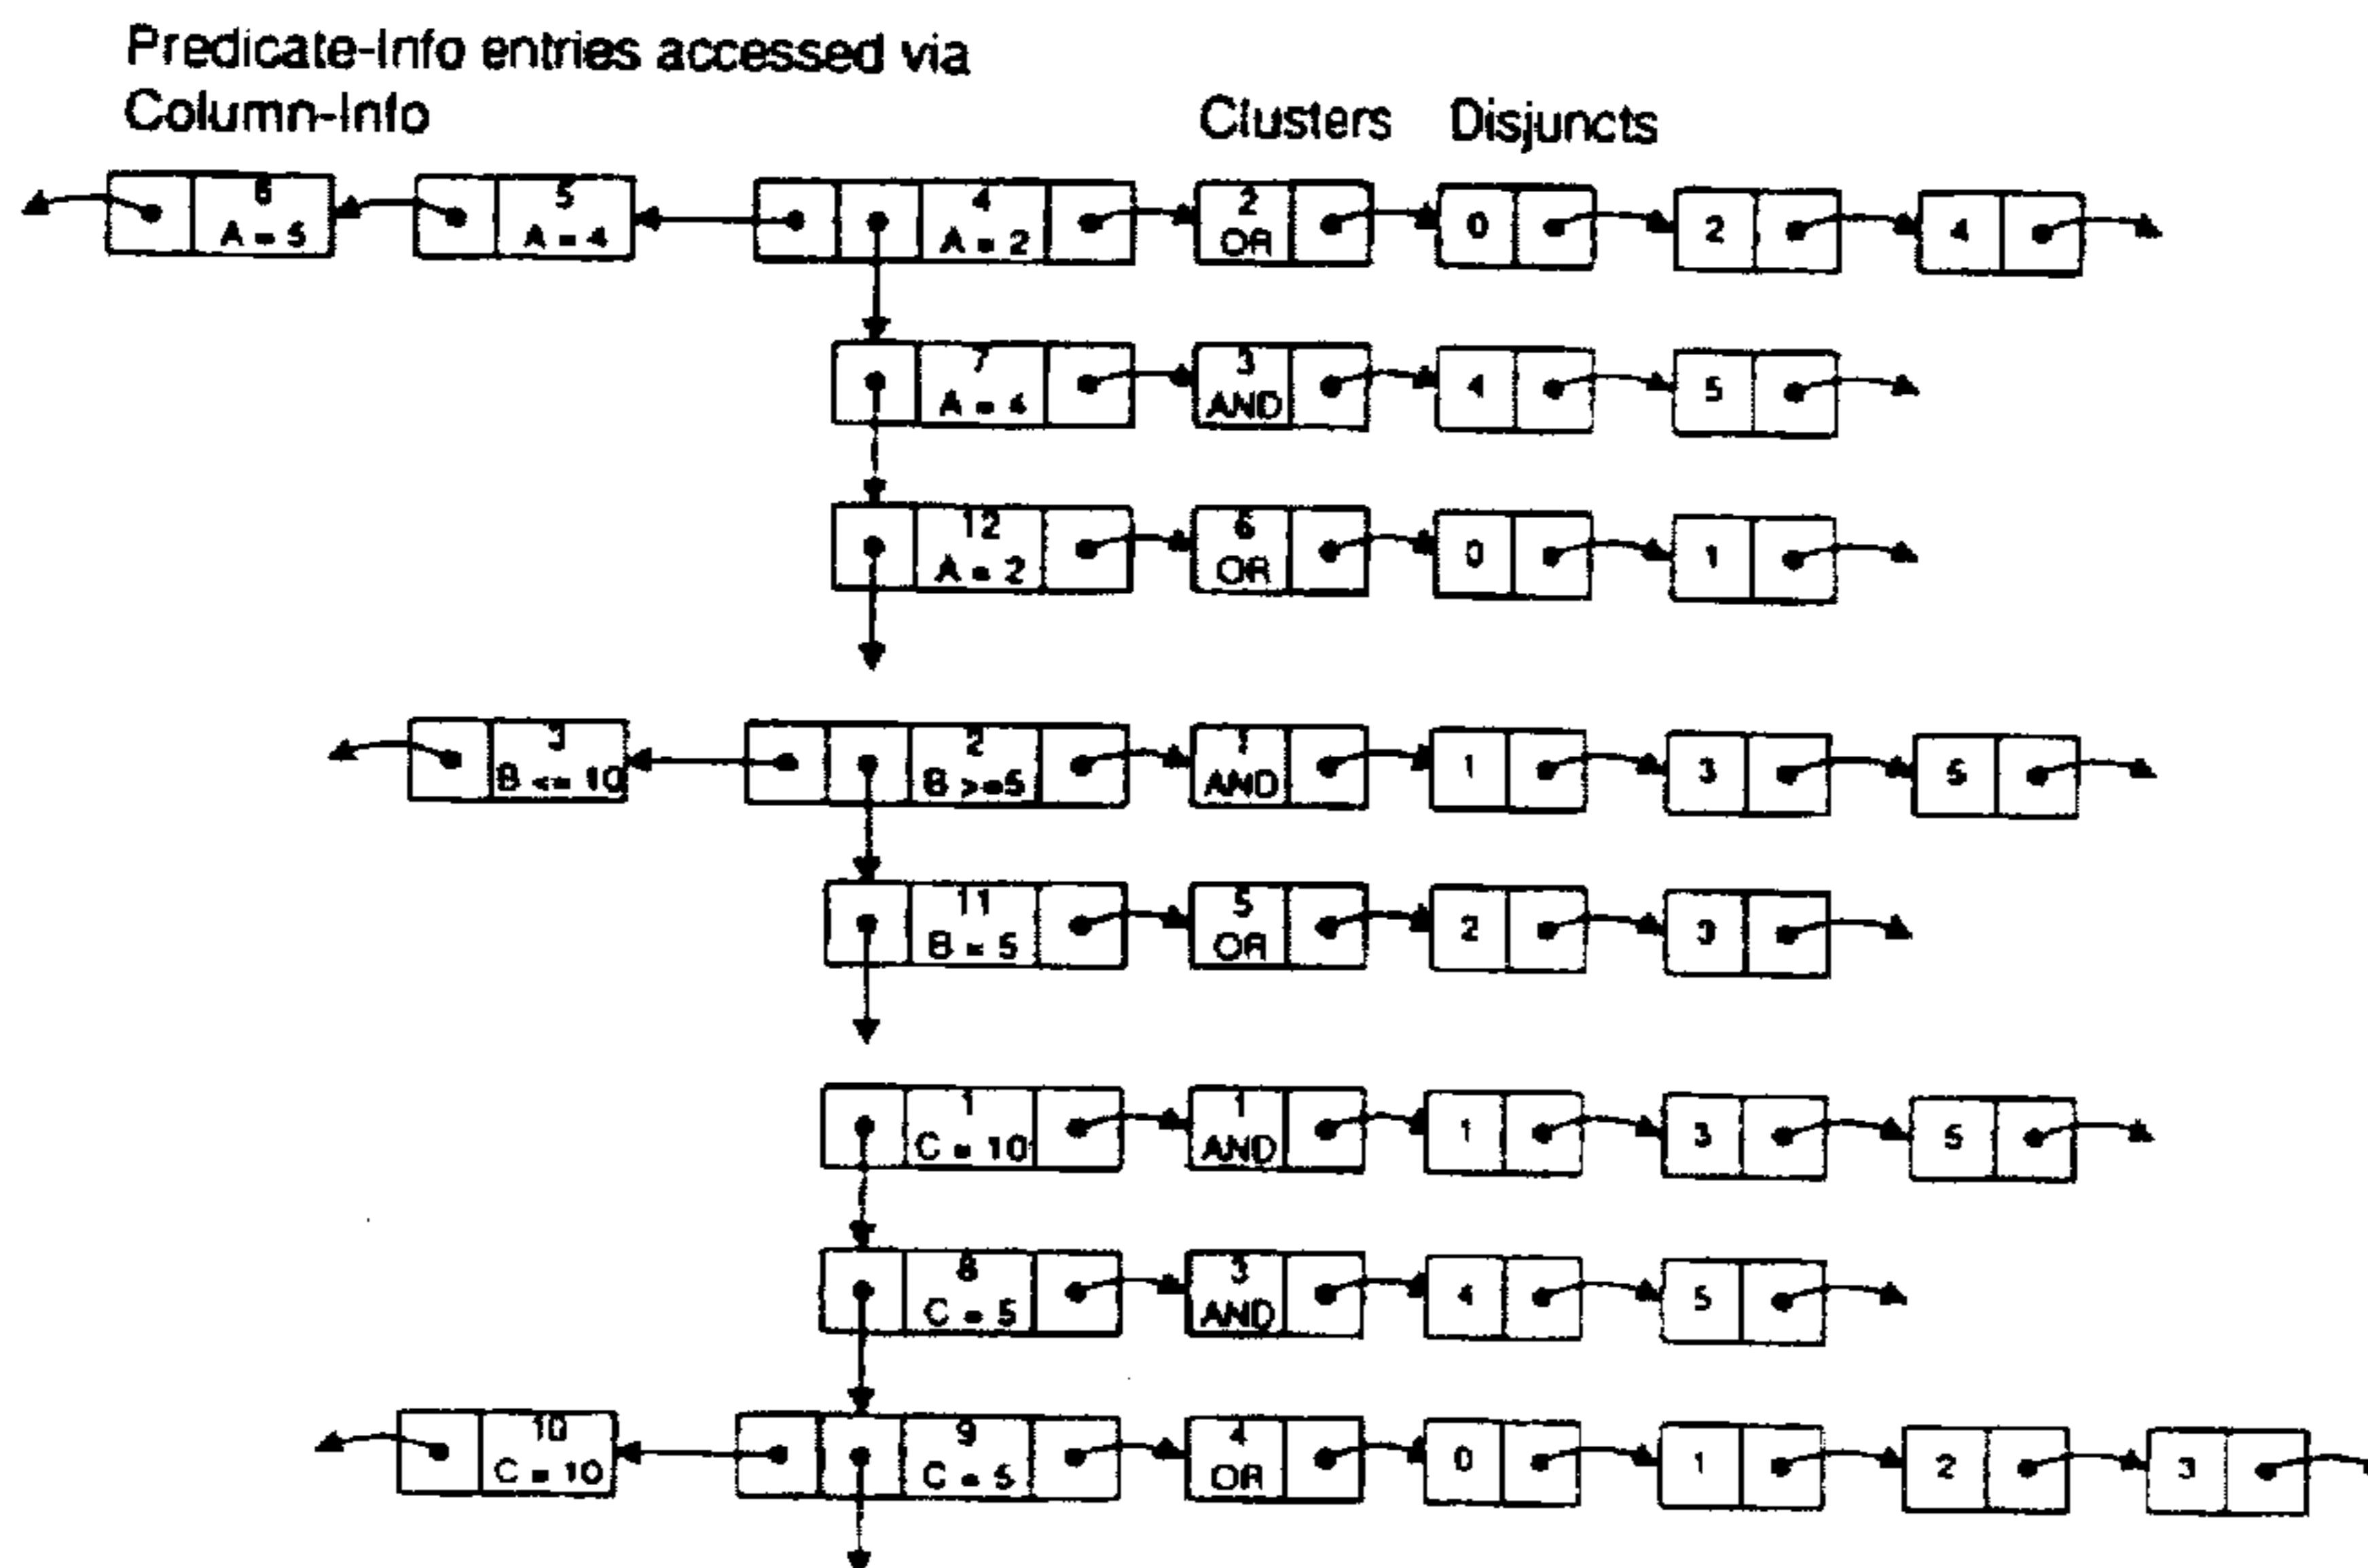 Predicate-Info entries accessed via
Column-Info
Clusters Disjuncts
6 5 4 2
A = 5 A = 4 A = 2 OR 0 2 4
7 3
A = 4 AND 4 5
12 6
A = 2 OR 0 1
3 2 1
B <= 10 B >=5 AND 1 3 5
11 5
B = 5 OR 2 3
1 1
C = 10 AND 1 3 5
8 3
C = 5 AND 4 5
10 9 4
C = 10 C = 5 OR 0 1 2 3